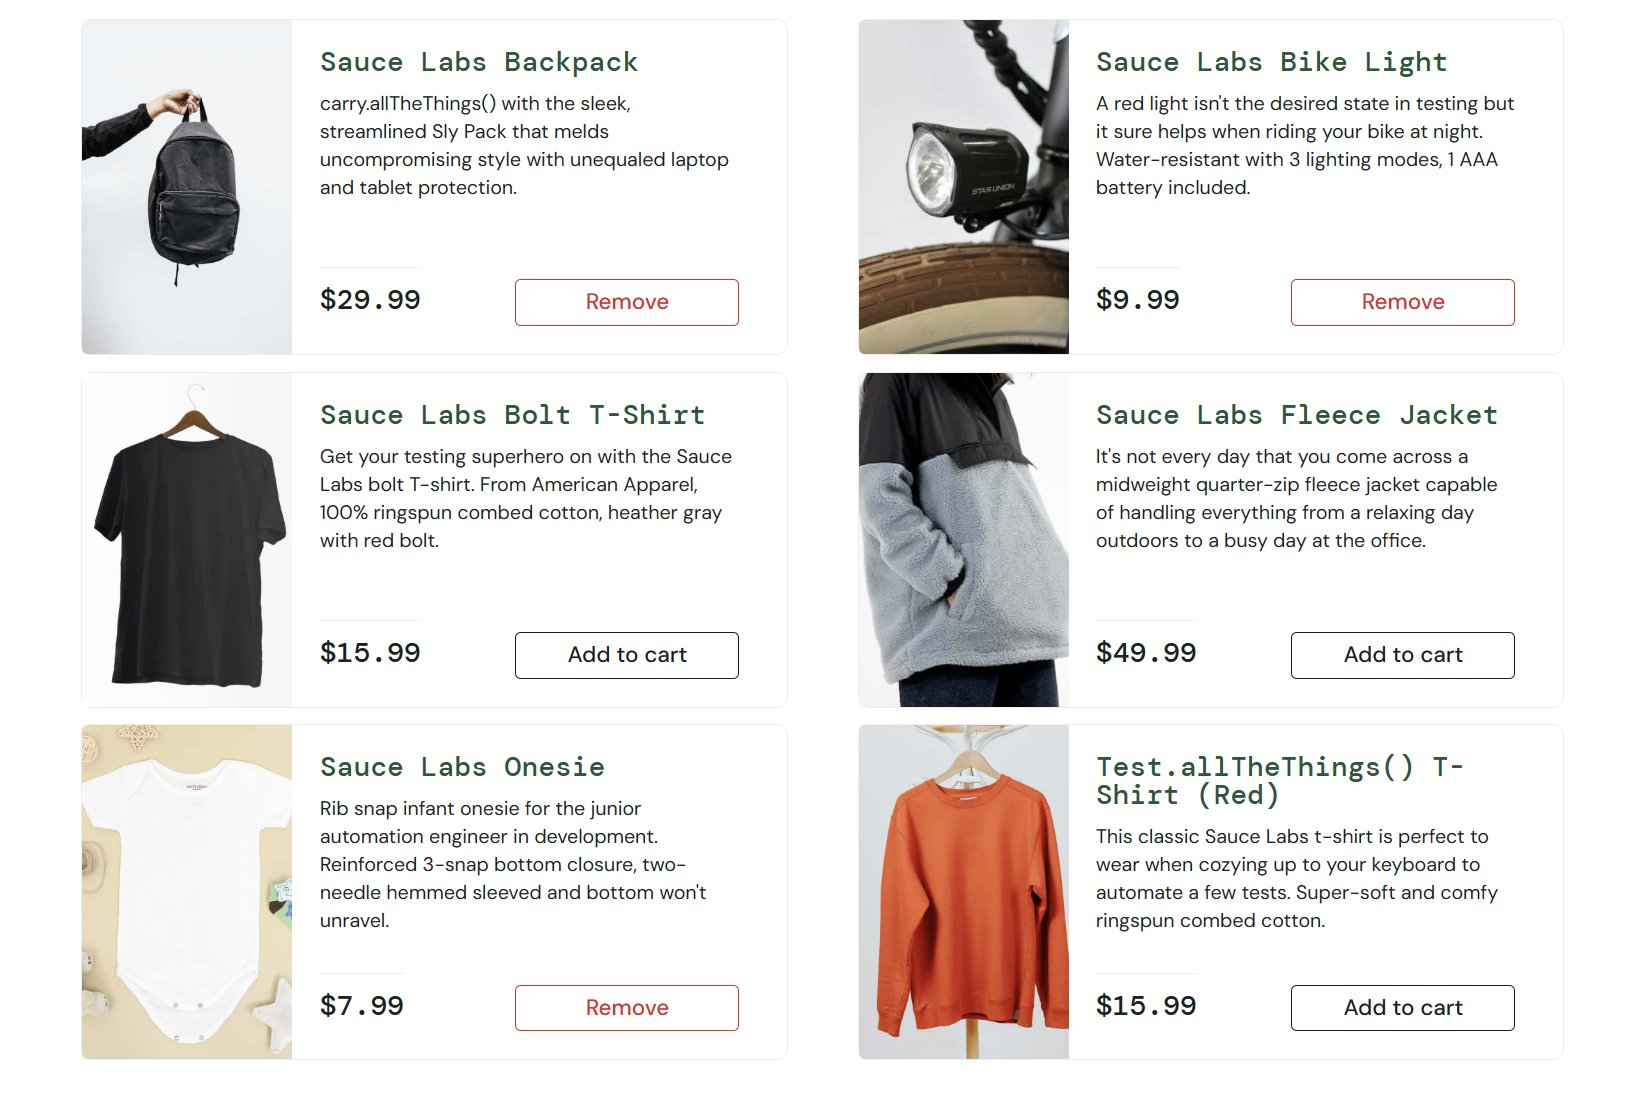 Sauce Labs Backpack
carry.allTheThings() with the sleek,
streamlined Sly Pack that melds
uncompromising style with unequaled laptop
and tablet protection.
$29.99
Remove
Sauce Labs Bike Light
A red light isn't the desired state in testing but
it sure helps when riding your bike at night.
Water-resistant with 3 lighting modes, 1 AAA
battery included.
STAR UNION
$9.99
Remove
Sauce Labs Bolt T-Shirt
Get your testing superhero on with the Sauce
Labs bolt T-shirt. From American Apparel,
100% ringspun combed cotton, heather gray
with red bolt.
$15.99
Add to cart
Sauce Labs Fleece Jacket
It's not every day that you come across a
midweight quarter-zip fleece jacket capable
of handling everything from a relaxing day
outdoors to a busy day at the office.
$49.99
Add to cart
Sauce Labs Onesie
Rib snap infant onesie for the junior
automation engineer in development.
Reinforced 3-snap bottom closure, two-
needle hemmed sleeved and bottom won't
unravel.
$7.99
Remove
Test.allTheThings() T-
Shirt (Red)
This classic Sauce Labs t-shirt is perfect to
wear when cozying up to your keyboard to
automate a few tests. Super-soft and comfy
ringspun combed cotton.
$15.99
Add to cart